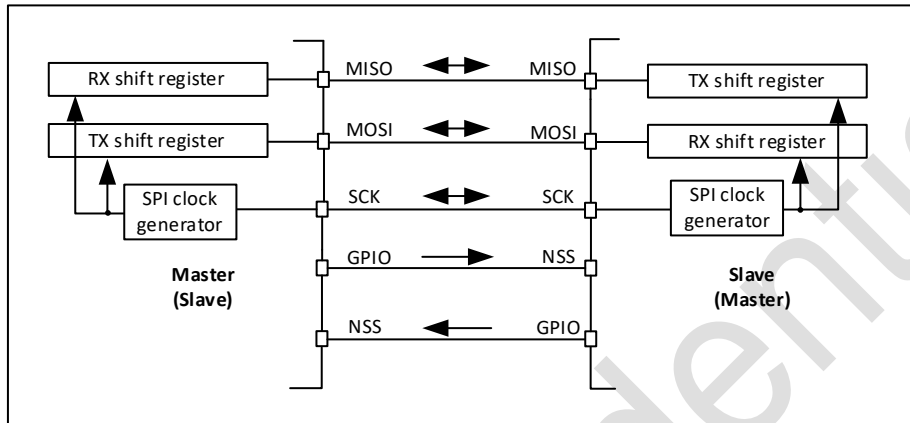 RX shift register
MISO MISO
TX shift register
TX shift register
MOSI MOSI
RX shift register
SPI clock
generator
SCK SCK
SPI clock
generator
GPIO NSS
Master
(Slave)
Slave
(Master)
NSS GPIO